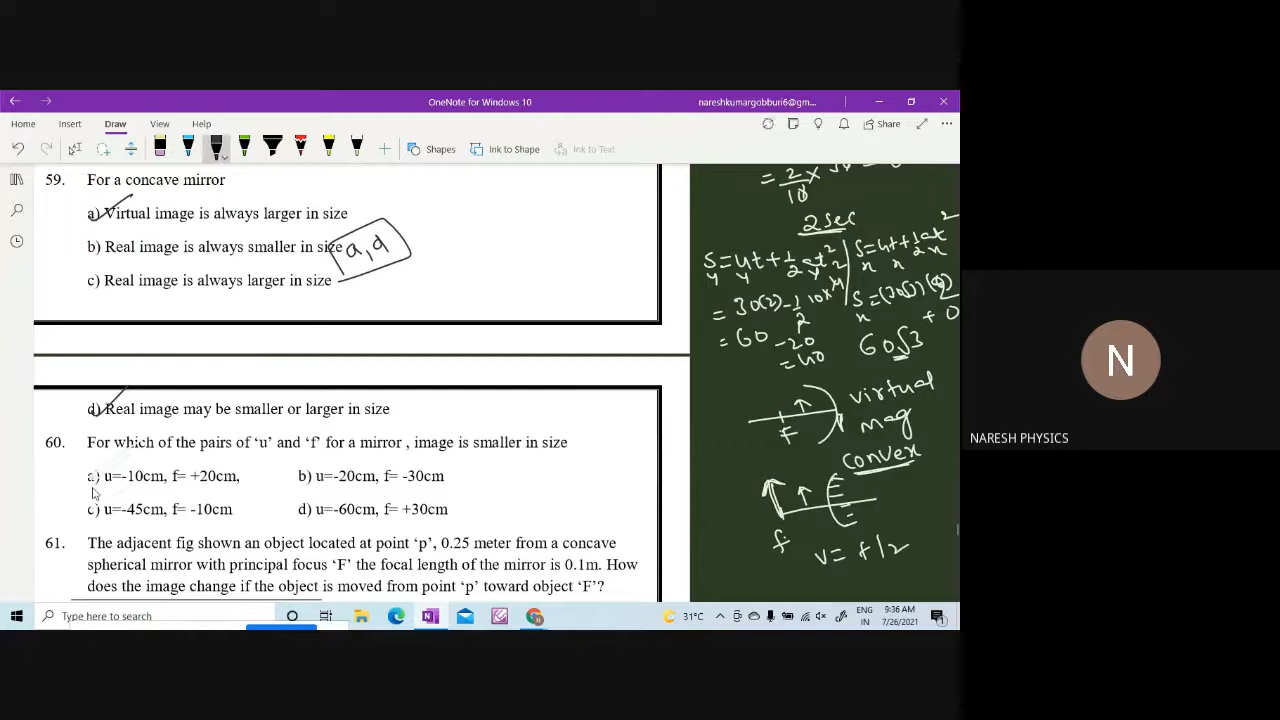 OneNote for Windows 10
nareshkumargobburi6@gm...
Home Insert Draw View Help
Share
Shapes Ink to Shape Ink to Text
59. For a concave mirror
a) Virtual image is always larger in size
b) Real image is always smaller in size
a, d
c) Real image is always larger in size
d) Real image may be smaller or larger in size
60. For which of the pairs of ‘u’ and ‘f’ for a mirror , image is smaller in size
a) u=-10cm, f= +20cm, b) u=-20cm, f= -30cm
c) u=-45cm, f= -10cm d) u=-60cm, f= +30cm
61. The adjacent fig shown an object located at point ‘p’, 0.25 meter from a concave
spherical mirror with principal focus ‘F’ the focal length of the mirror is 0.1m. How
does the image change if the object is moved from point ‘p’ toward object ‘F’?
2 sec
= 60 - 20
= 40
60√3
F
virtual
mag
convex
f
v = f/2
N
NARESH PHYSICS
Type here to search
31°C
ENG
IN
9:36 AM
7/26/2021